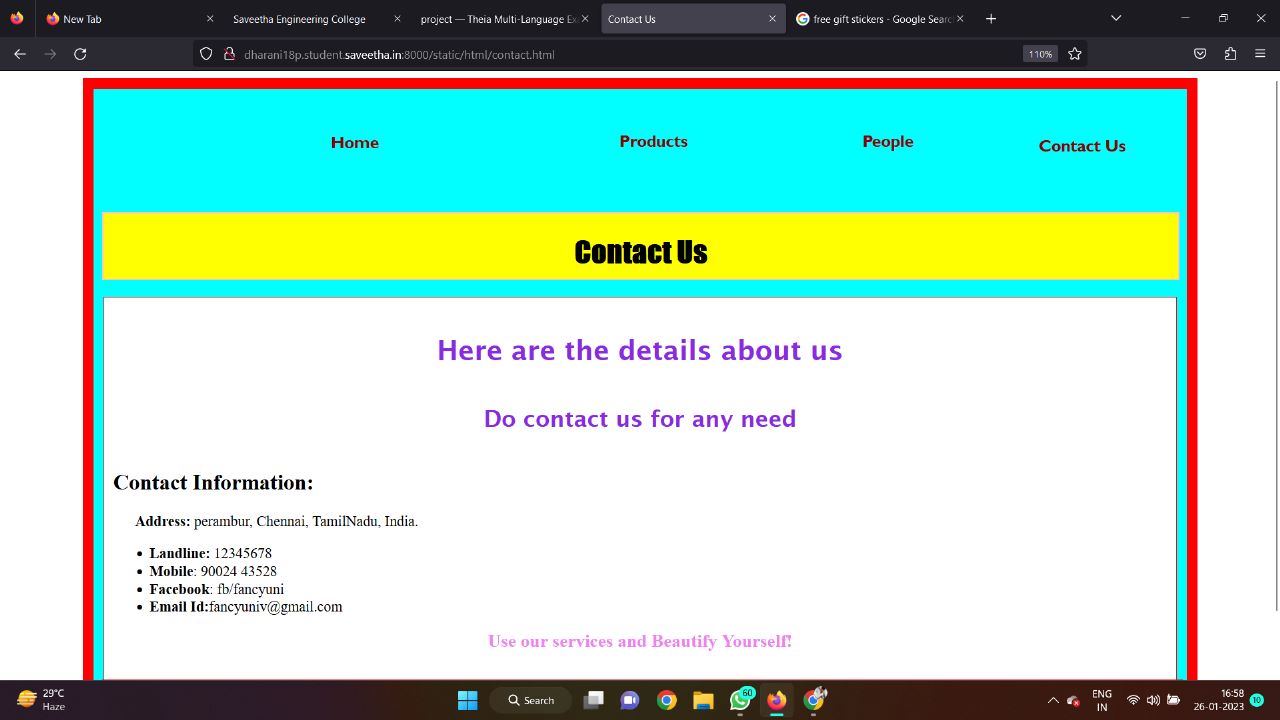 New Tab
Saveetha Engineering College
project — Theia Multi-Language Ex
Contact Us
free gift stickers - Google Search
dharani18p.student.saveetha.in:8000/static/html/contact.html
110%
Home
Products
People
Contact Us
Contact Us
Here are the details about us
Do contact us for any need
Contact Information:
Address: perambur, Chennai, TamilNadu, India.
• Landline: 12345678
• Mobile: 90024 43528
• Facebook: fb/fancyuni
• Email Id:fancyuniv@gmail.com
Use our services and Beautify Yourself!
29°C
Haze
Search
60
ENG
IN
16:58
26-01-2023
10